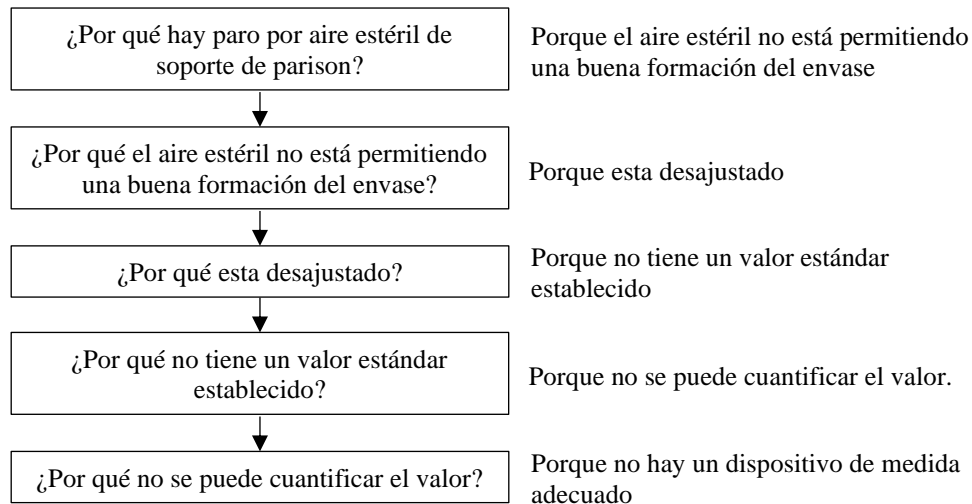 ¿Por qué hay paro por aire estéril de
soporte de parison?
Porque el aire estéril no está permitiendo
una buena formación del envase
¿Por qué el aire estéril no está permitiendo
una buena formación del envase?
Porque esta desajustado
¿Por qué esta desajustado?
Porque no tiene un valor estándar
establecido
¿Por qué no tiene un valor estándar
establecido?
Porque no se puede cuantificar el valor.
¿Por qué no se puede cuantificar el valor?
Porque no hay un dispositivo de medida
adecuado